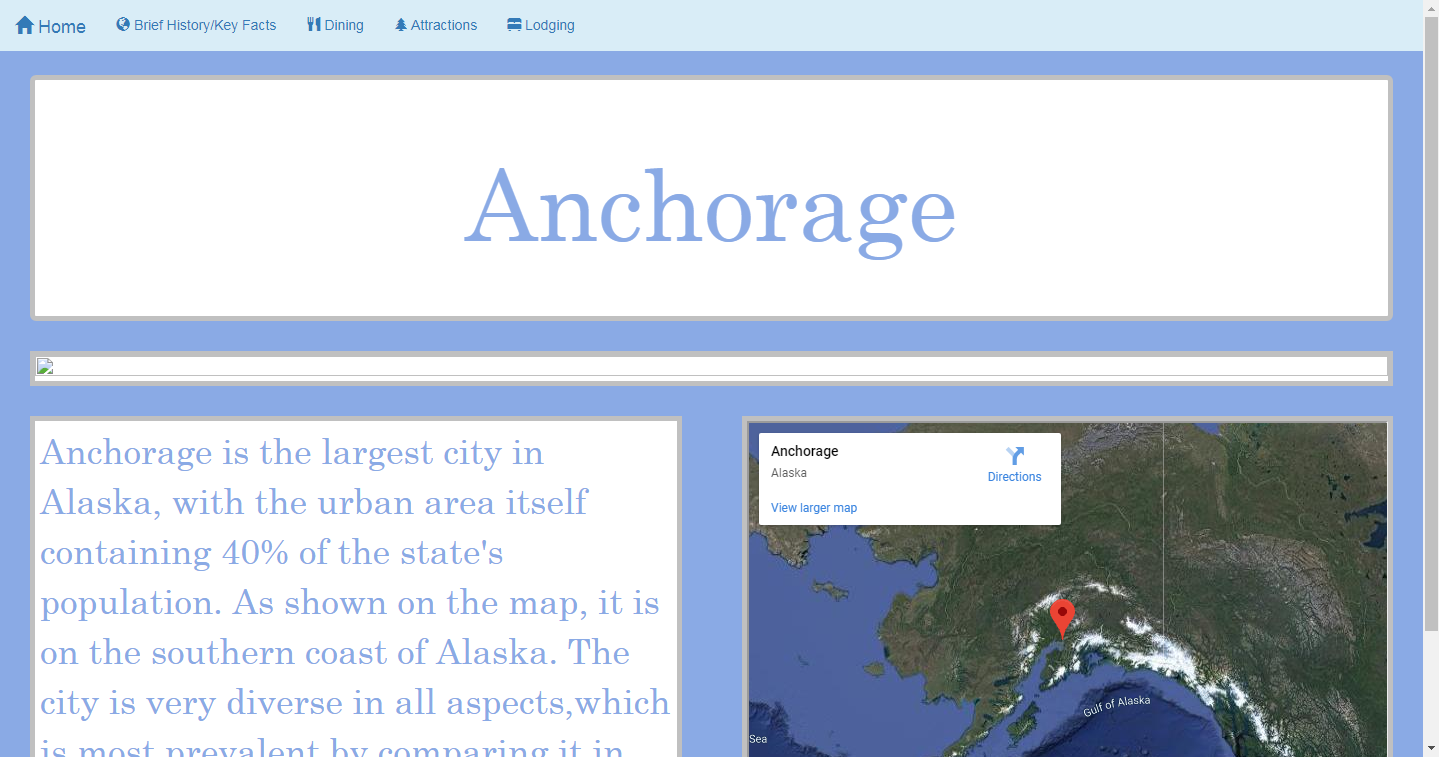 Home Brief History/Key Facts Dining Attractions Lodging
Anchorage
Anchorage is the largest city in
Alaska, with the urban area itself
containing 40% of the state's
population. As shown on the map, it is
on the southern coast of Alaska. The
city is very diverse in all aspects,which
is most prevalent by comparing it in
Anchorage
Alaska
Directions
View larger map
Gulf of Alaska
Sea